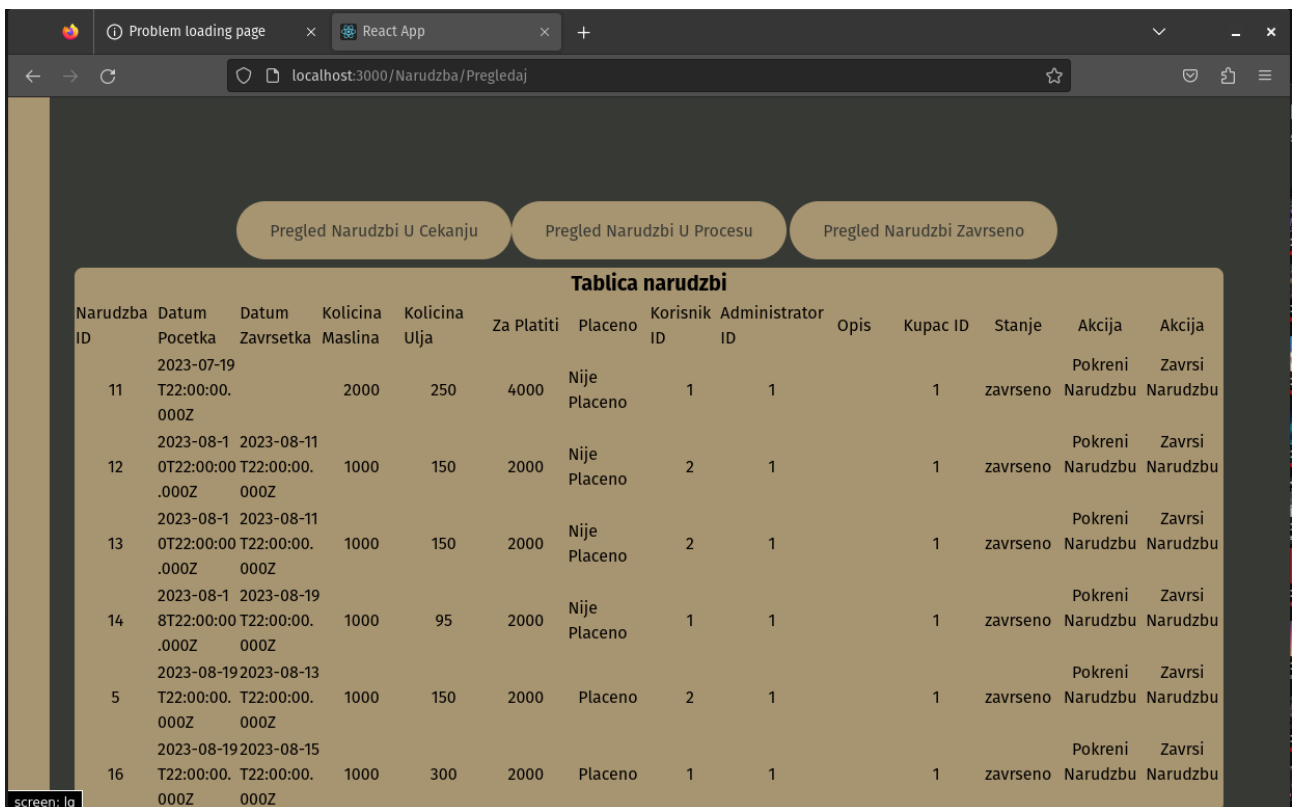 Problem loading page
React App
localhost:3000/Narudzba/Pregledaj
Pregled Narudzbi U Cekanju
Pregled Narudzbi U Procesu
Pregled Narudzbi Zavrseno
Tablica narudzbi
Narudzba ID Datum Pocetka Datum Zavrsetka Kolicina Maslina Kolicina Ulja Za Platiti Placeno Korisnik ID Administrator ID Opis Kupac ID Stanje Akcija Akcija
11 2023-07-19T22:00:00.000Z 2000 250 4000 Nije Placeno 1 1 1 zavrseno Pokreni Narudzbu Zavrsi Narudzbu
12 2023-08-10T22:00:00.000Z 2023-08-11T22:00:00.000Z 1000 150 2000 Nije Placeno 2 1 1 zavrseno Pokreni Narudzbu Zavrsi Narudzbu
13 2023-08-10T22:00:00.000Z 2023-08-11T22:00:00.000Z 1000 150 2000 Nije Placeno 2 1 1 zavrseno Pokreni Narudzbu Zavrsi Narudzbu
14 2023-08-18T22:00:00.000Z 2023-08-19T22:00:00.000Z 1000 95 2000 Nije Placeno 1 1 1 zavrseno Pokreni Narudzbu Zavrsi Narudzbu
5 2023-08-19T22:00:00.000Z 2023-08-13T22:00:00.000Z 1000 150 2000 Placeno 2 1 1 zavrseno Pokreni Narudzbu Zavrsi Narudzbu
16 2023-08-19T22:00:00.000Z 2023-08-15T22:00:00.000Z 1000 300 2000 Placeno 1 1 1 zavrseno Pokreni Narudzbu Zavrsi Narudzbu
screen: lg